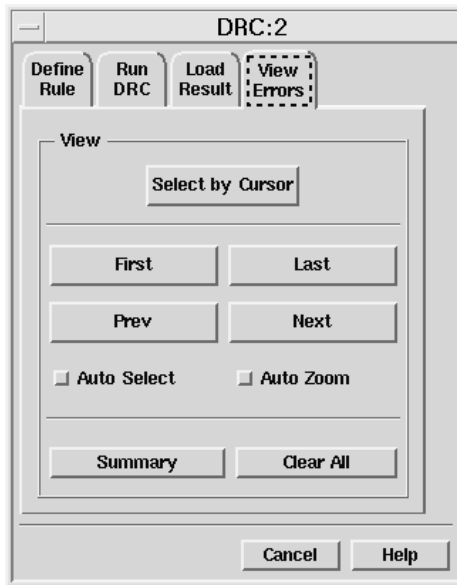 DRC:2
Define Run Load View
Rule DRC Result Errors
View
Select by Cursor
First Last
Prev Next
Auto Select Auto Zoom
Summary Clear All
Cancel Help